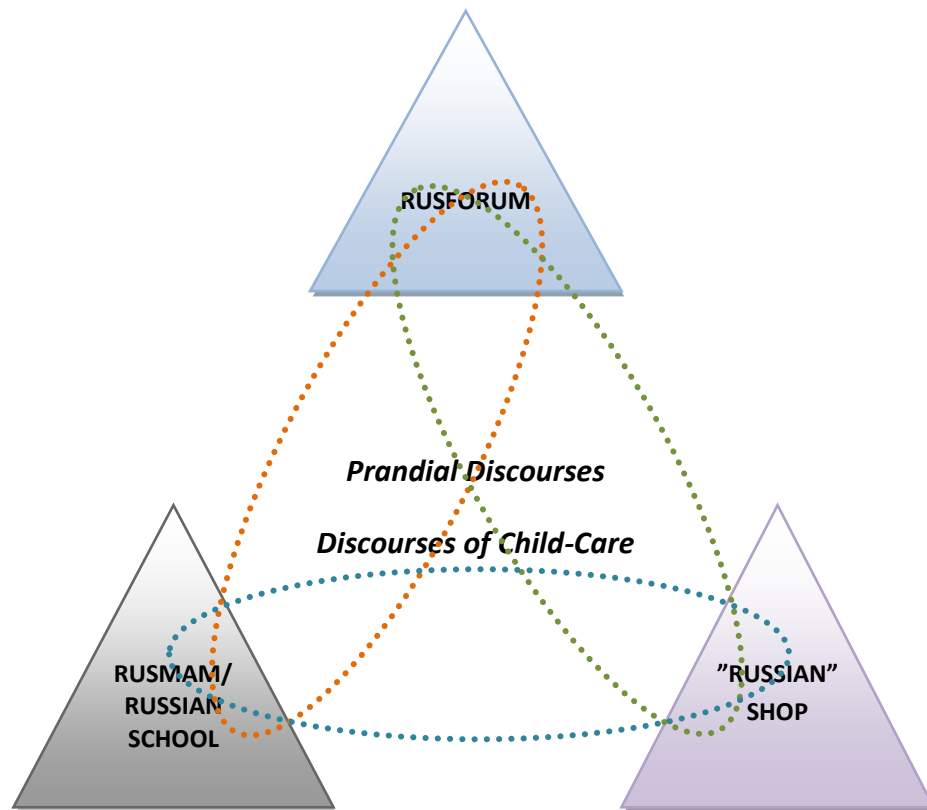 RUSFORUM
Prandial Discourses
Discourses of Child-Care
RUSMAM/
RUSSIAN
SCHOOL
”RUSSIAN”
SHOP